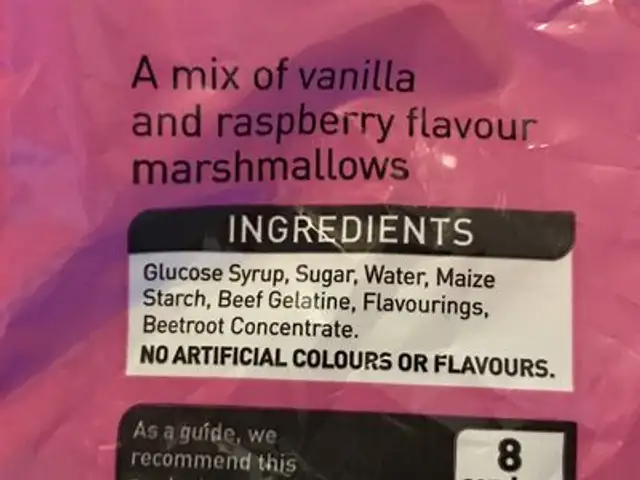 A mix of vanilla
and raspberry flavour
marshmallows
INGREDIENTS
Glucose Syrup, Sugar, Water, Maize
Starch, Beef Gelatine, Flavourings,
Beetroot Concentrate.
NO ARTIFICIAL COLOURS OR FLAVOURS.
As a guide, we
recommend this
8